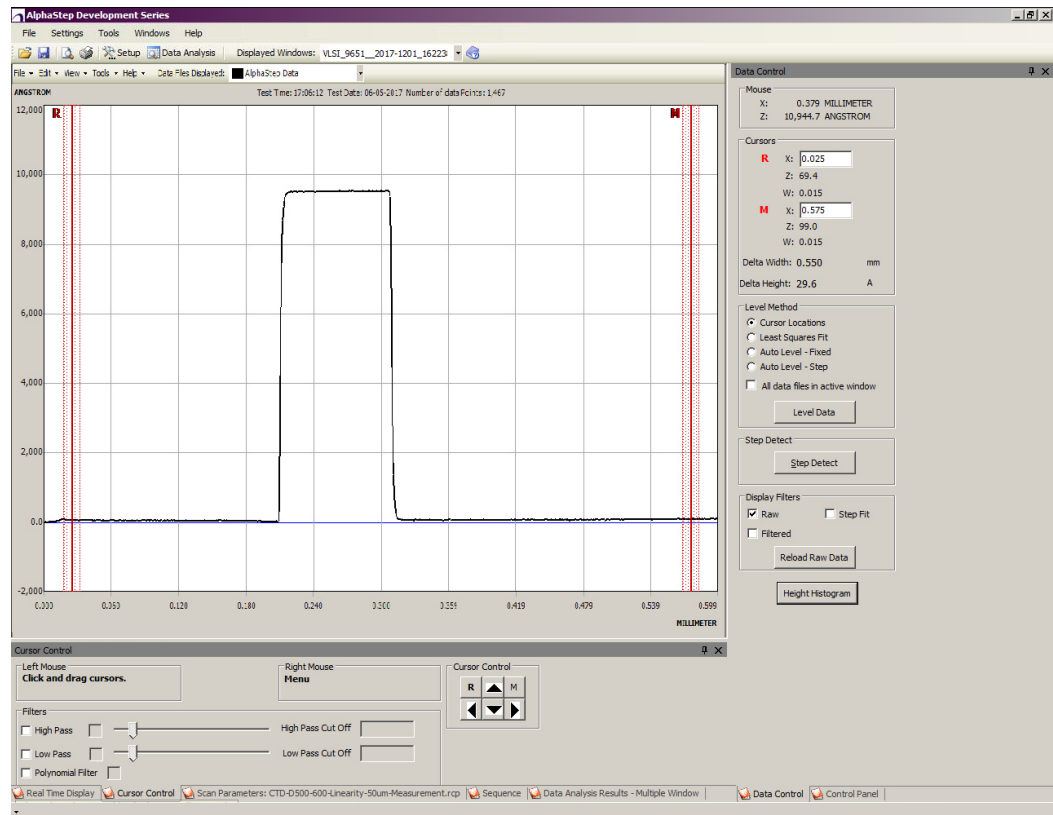 AlphaStep Development Series
File Settings Tools Windows Help
Setup Data Analysis Displayed Windows: VLSI_9651__2017-1201_16223
File Edit View Tools Help Data Files Displayed: AlphaStep Data
ANGSTROM Test Time: 17:06:12 Test Date: 06-05-2017 Number of data Points: 1,467
R M
12,000
10,000
8,000
6,000
4,000
2,000
0.0
-2,000
0.000 0.060 0.120 0.180 0.240 0.300 0.359 0.419 0.479 0.539 0.599
MILLIMETER
Data Control
Mouse
X: 0.379 MILLIMETER
Z: 10,944.7 ANGSTROM
Cursors
R X: 0.025
Z: 69.4
W: 0.015
M X: 0.575
Z: 99.0
W: 0.015
Delta Width: 0.550 mm
Delta Height: 29.6 A
Level Method
Cursor Locations
Least Squares Fit
Auto Level - Fixed
Auto Level - Step
All data files in active window
Level Data
Step Detect
Step Detect
Display Filters
Raw Step Fit
Filtered
Reload Raw Data
Height Histogram
Cursor Control
Left Mouse
Click and drag cursors.
Right Mouse
Menu
Cursor Control
R M
Filters
High Pass High Pass Cut Off
Low Pass Low Pass Cut Off
Polynomial Filter
Real Time Display Cursor Control Scan Parameters: CTD-D500-600-Linearity-50um-Measurement.rcp Sequence Data Analysis Results - Multiple Window
Data Control Control Panel